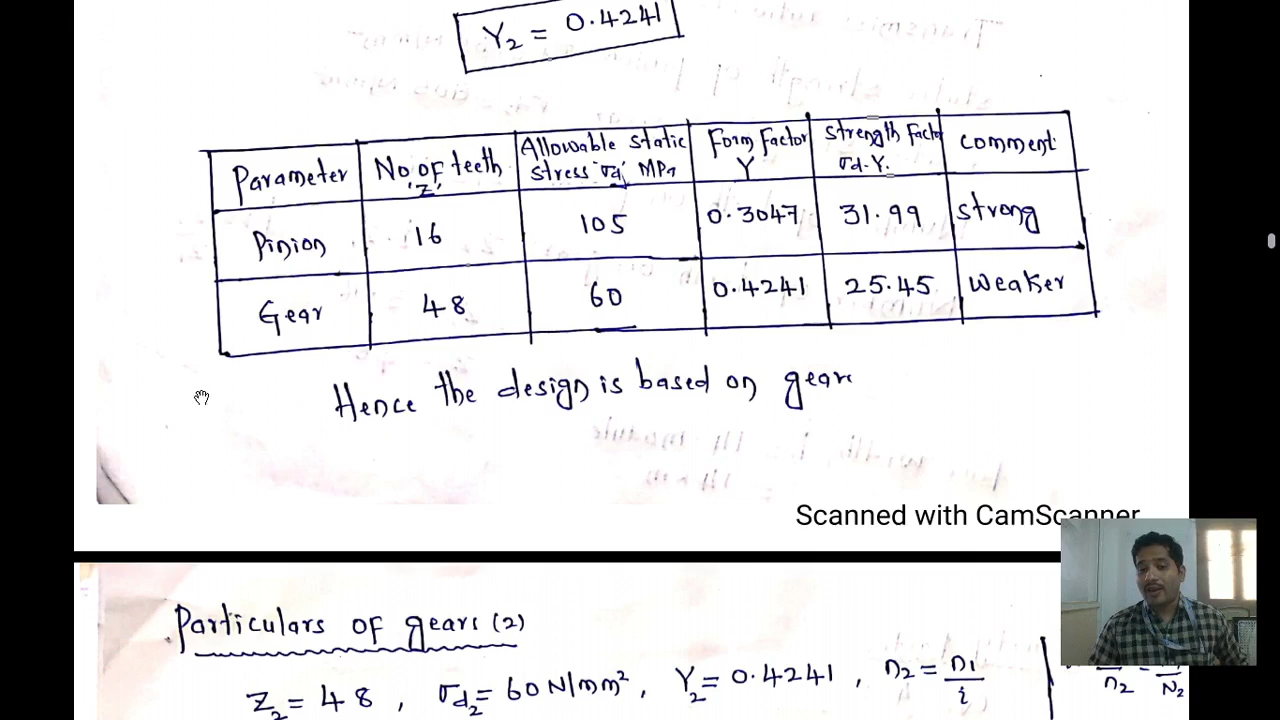 Y₂ = 0.4241
Parameter No of teeth 'Z' Allowable static stress 'σd' MPa Form Factor Y Strength Factor σd-Y. comment
Pinion 16 105 0.3047 31.99 strong
Gear 48 60 0.4241 25.45 weaker
Hence the design is based on gear
Scanned with CamScanner
Particulars of gears (2)
Z₂ = 48 , σd₂ = 60 N/mm² , Y₂ = 0.4241 , n₂ = n₁/i
n₂ = N₂